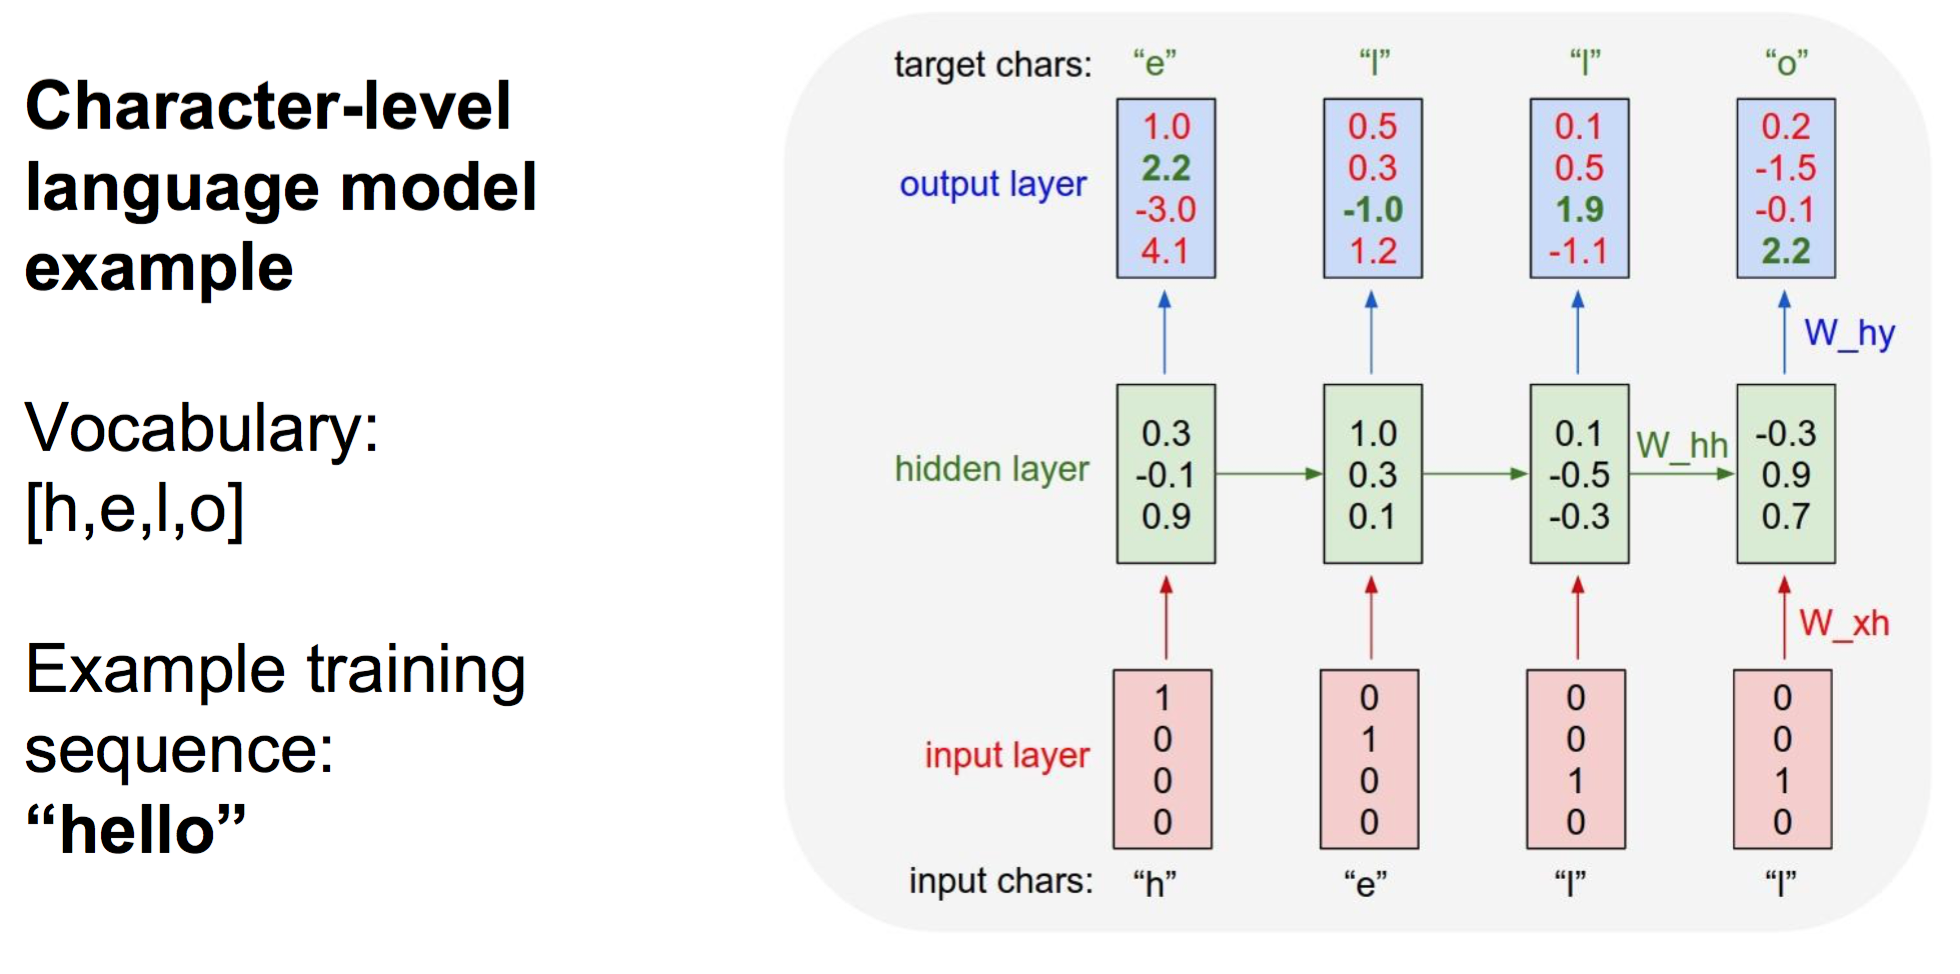 Character-level
language model
example
Vocabulary:
[h,e,l,o]
Example training
sequence:
“hello”
target chars: “e” “l” “l” “o”
output layer
1.0 0.5 0.1 0.2
2.2 0.3 0.5 -1.5
-3.0 -1.0 1.9 -0.1
4.1 1.2 -1.1 2.2
W_hy
hidden layer
0.3 1.0 0.1 -0.3
-0.1 0.3 -0.5 0.9
0.9 0.1 -0.3 0.7
W_hh
W_xh
input layer
1 0 0 0
0 1 0 0
0 0 1 1
0 0 0 0
input chars: “h” “e” “l” “l”